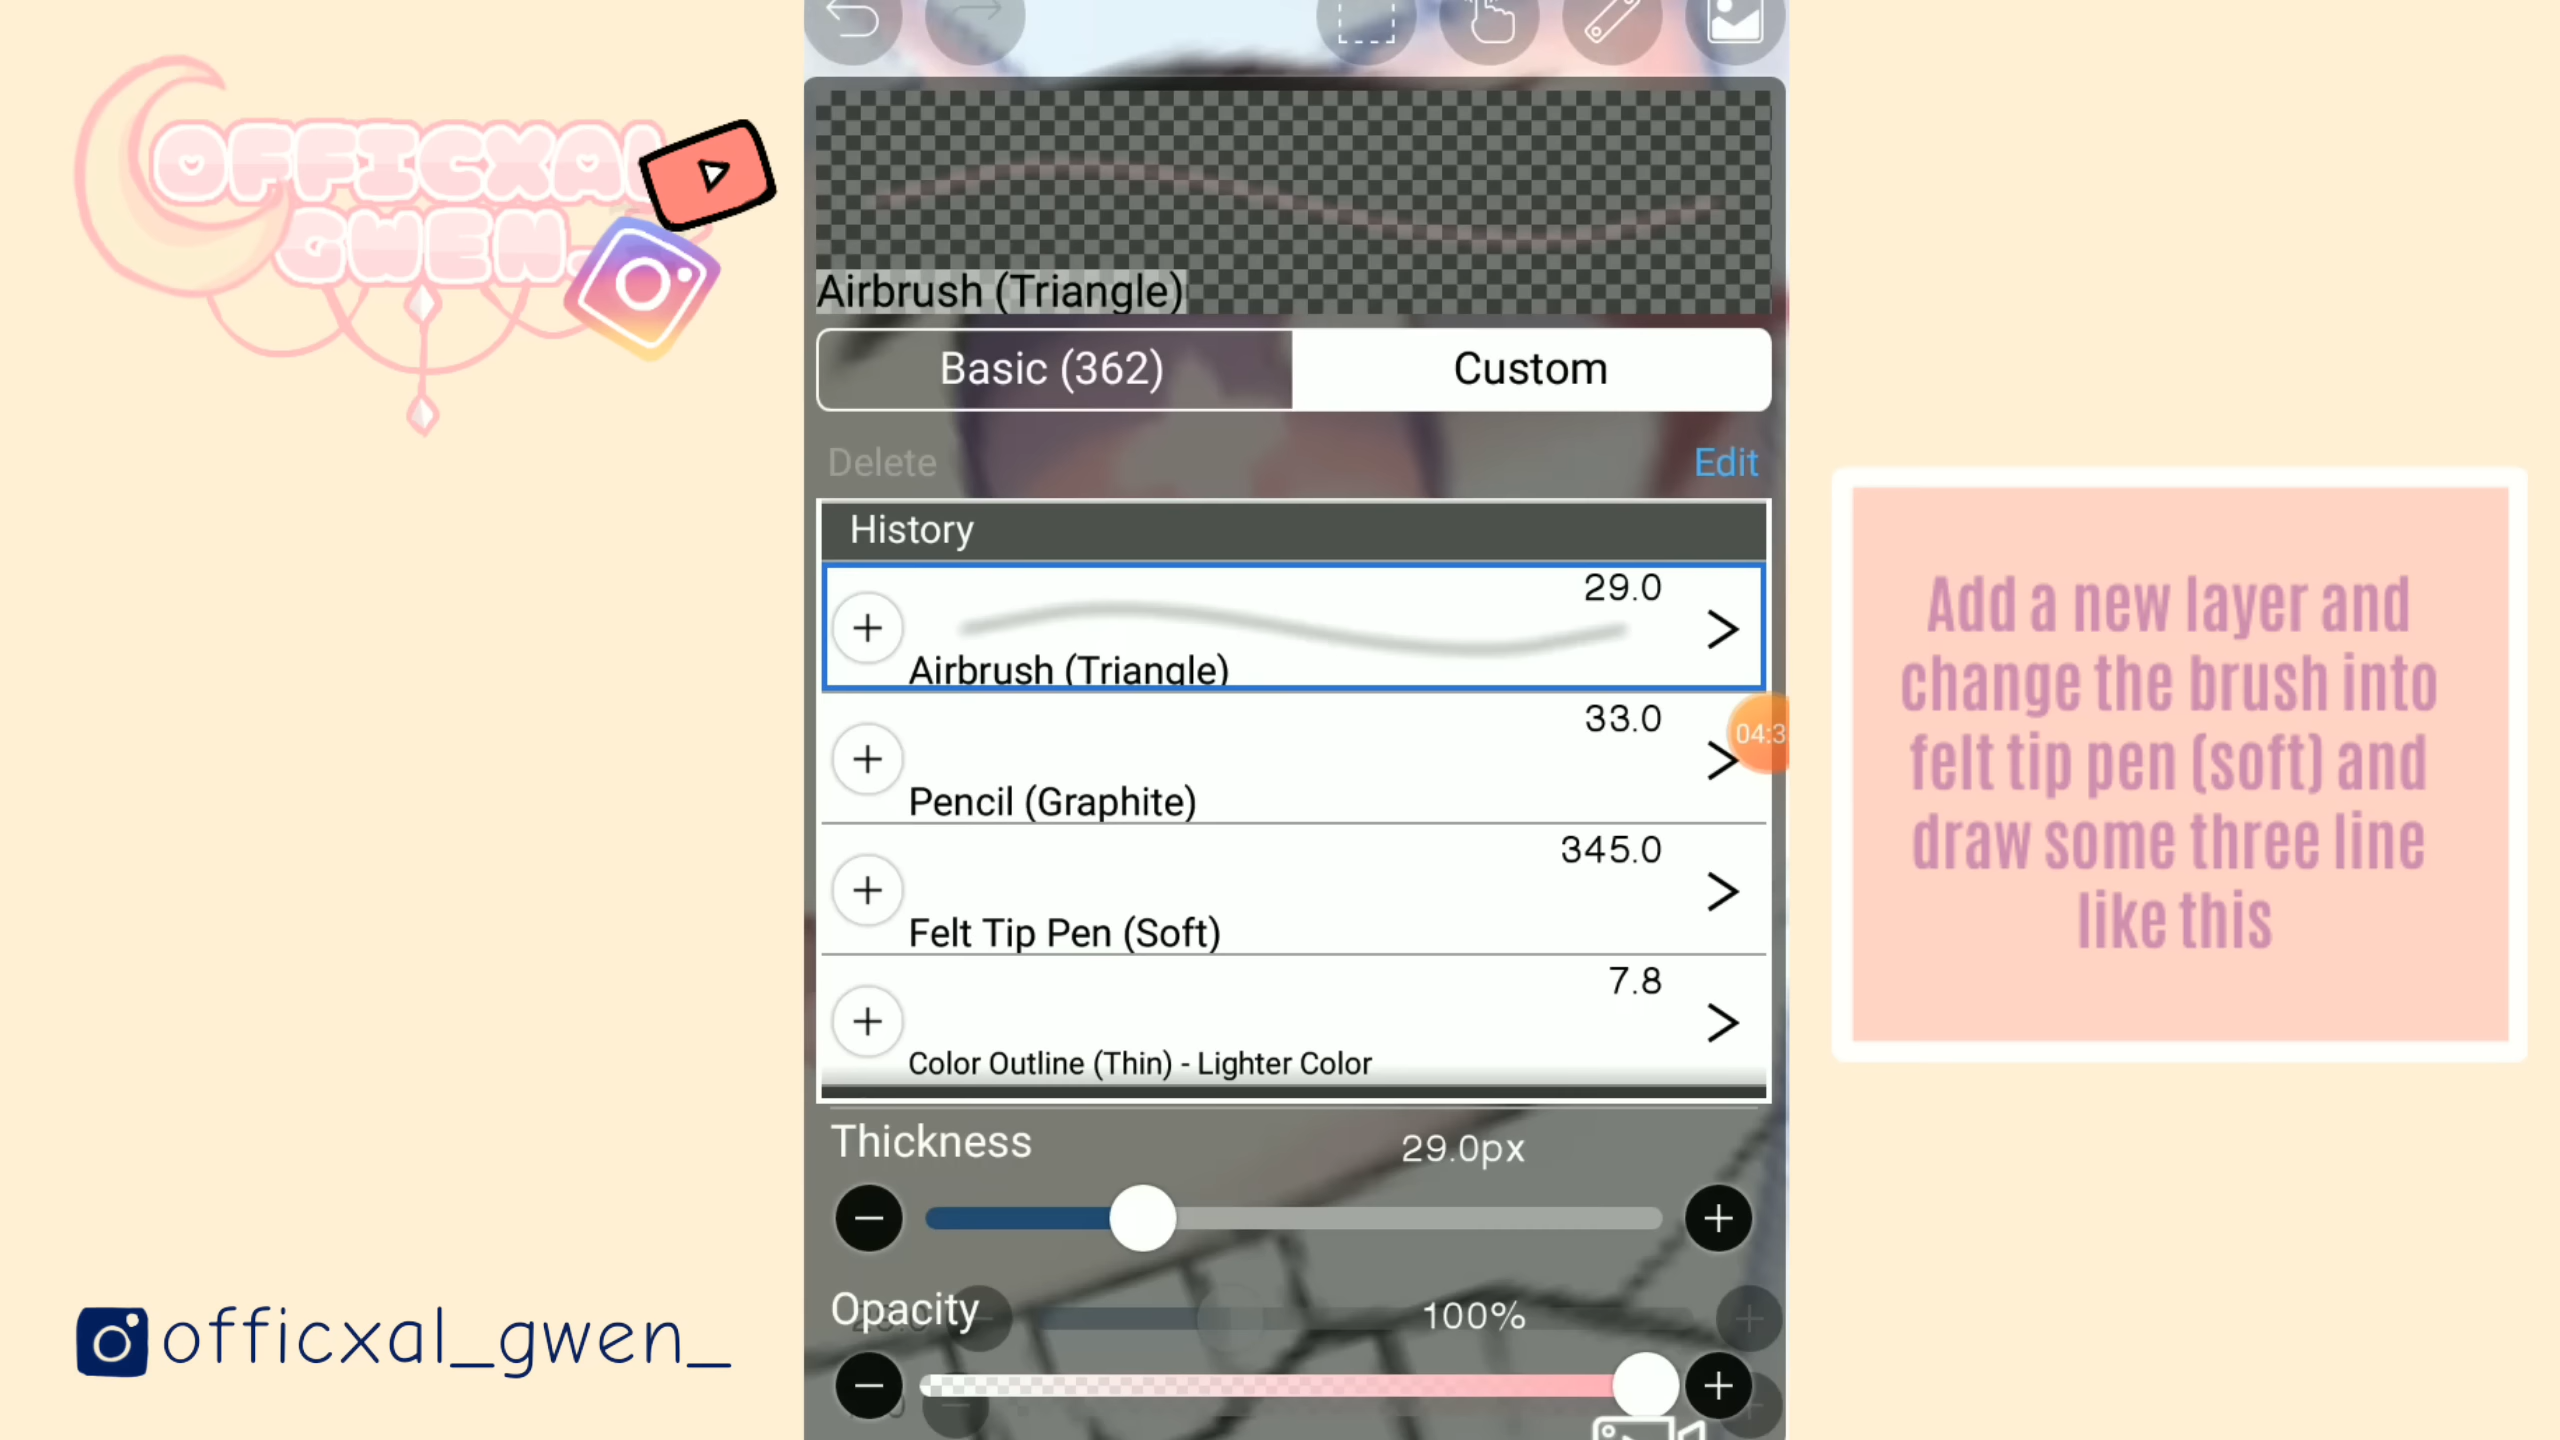 OFFICXAL
GWEN.
Airbrush (Triangle)
Basic (362)
Custom
Delete
Edit
History
29.0
Airbrush (Triangle)
33.0
04:3
Pencil (Graphite)
345.0
Felt Tip Pen (Soft)
7.8
Color Outline (Thin) - Lighter Color
Thickness
29.0px
Opacity
100%
Add a new layer and
change the brush into
felt tip pen (soft) and
draw some three line
like this
officxal_gwen_